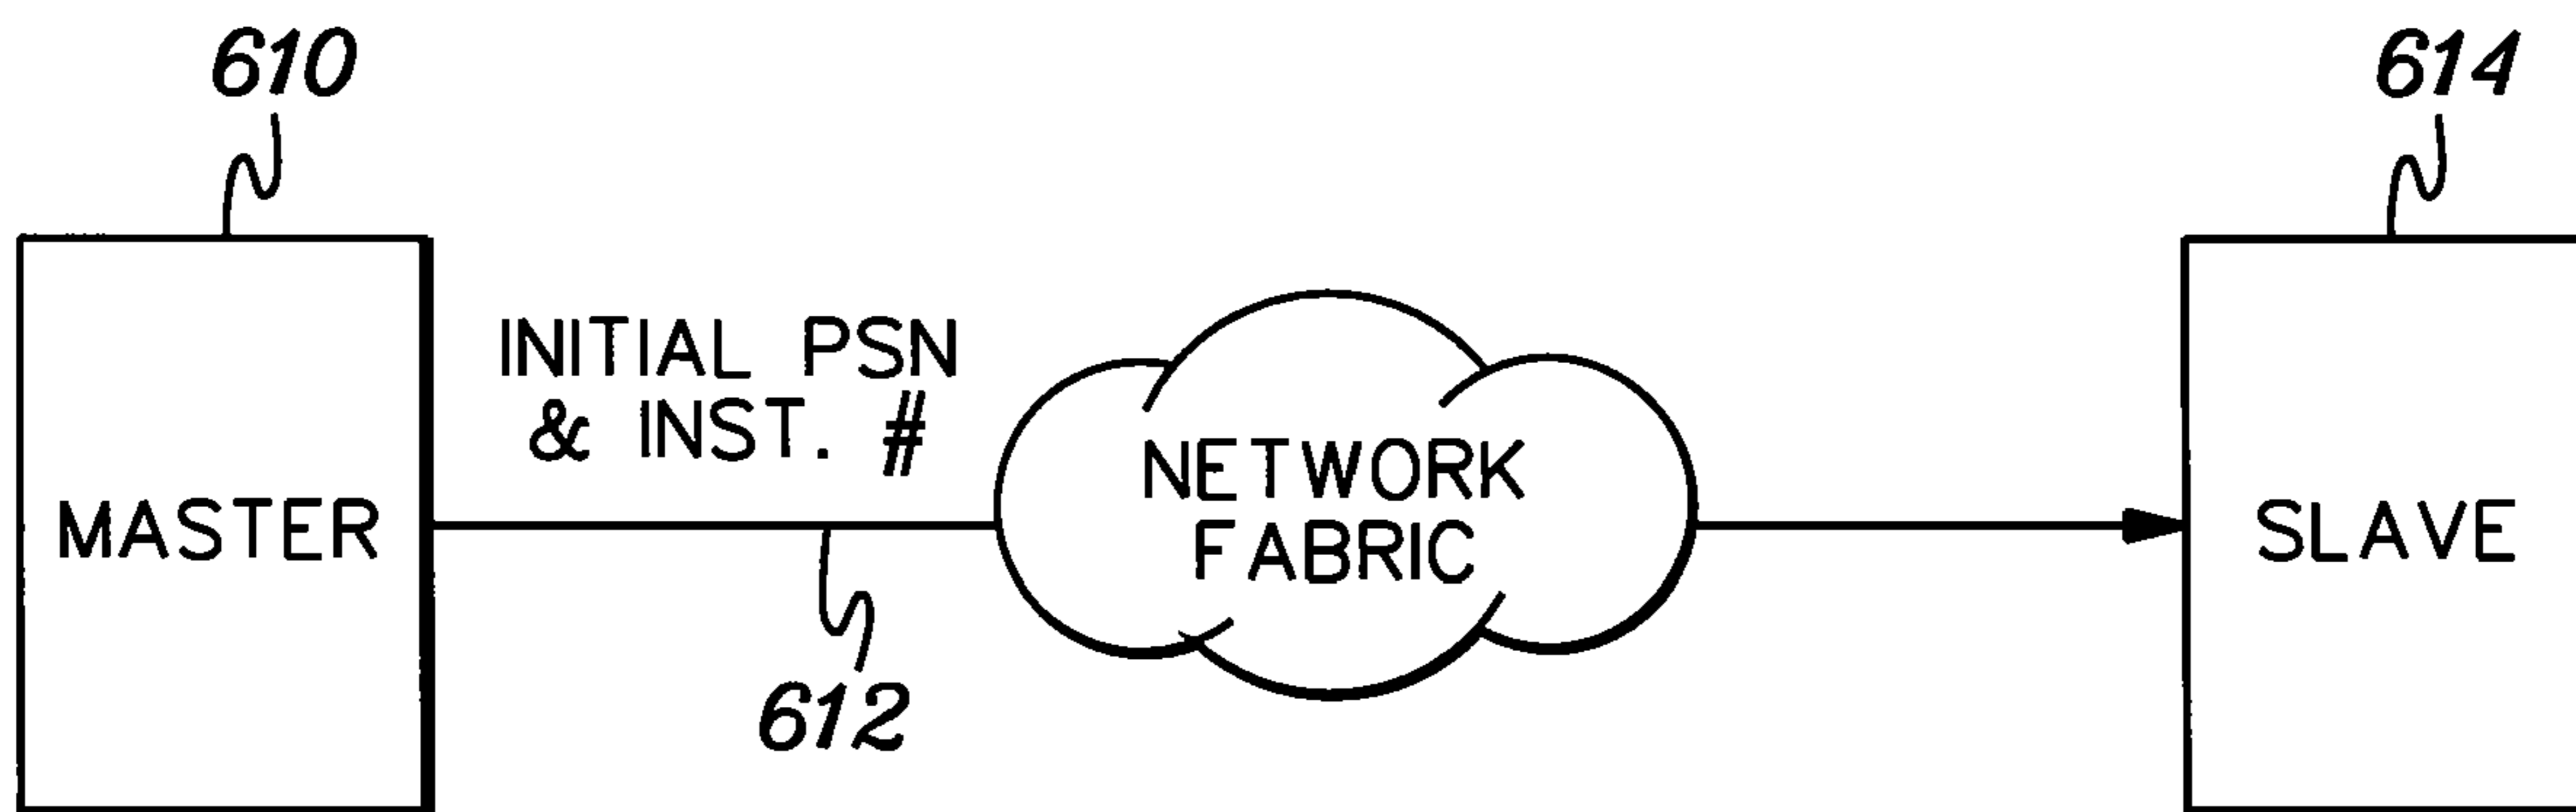 610
614
INITIAL PSN
& INST. #
MASTER
NETWORK
FABRIC
SLAVE
612